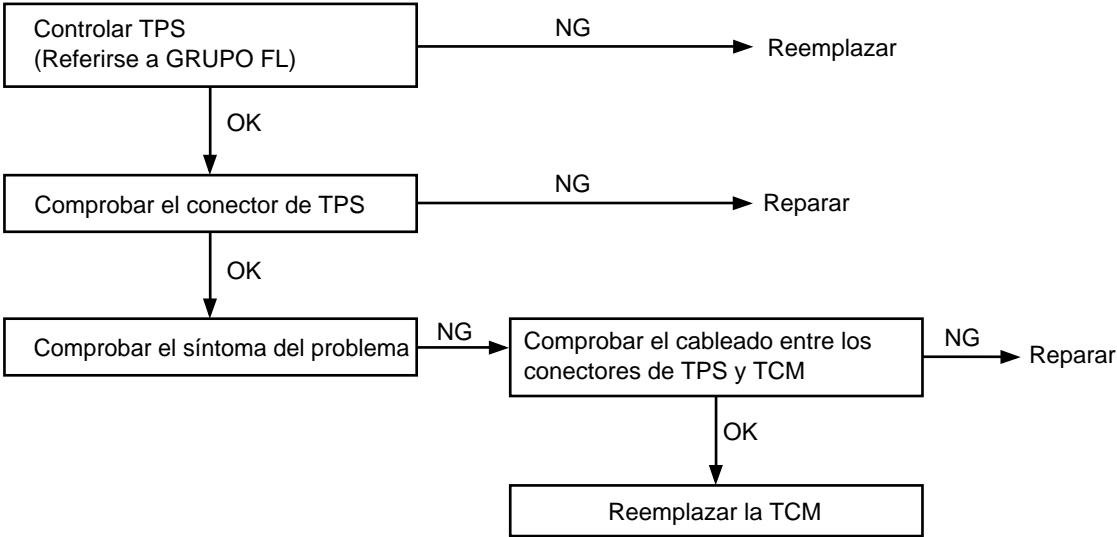 Controlar TPS
(Referirse a GRUPO FL)
NG
Reemplazar
OK
Comprobar el conector de TPS
NG
Reparar
OK
Comprobar el síntoma del problema
NG
Comprobar el cableado entre los
conectores de TPS y TCM
NG
Reparar
OK
Reemplazar la TCM